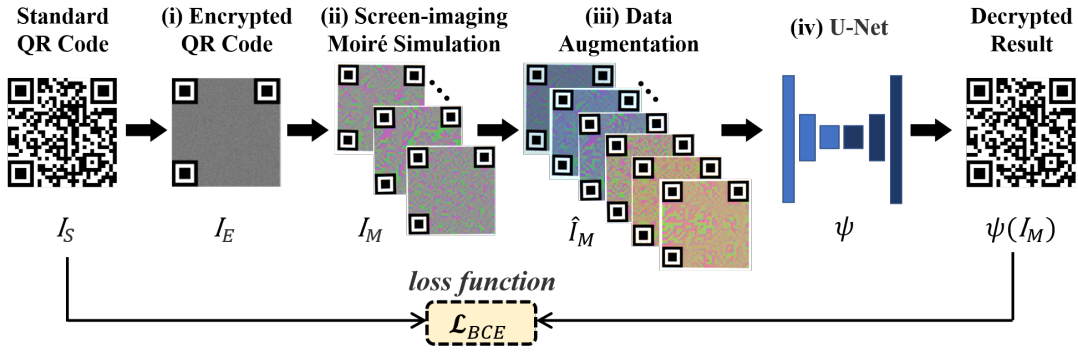 Standard
QR Code
(i) Encrypted
QR Code
(ii) Screen-imaging
Moiré Simulation
(iii) Data
Augmentation
(iv) U-Net
Decrypted
Result
I_S
I_E
I_M
Î_M
ψ
ψ(I_M)
loss function
ℒ_BCE